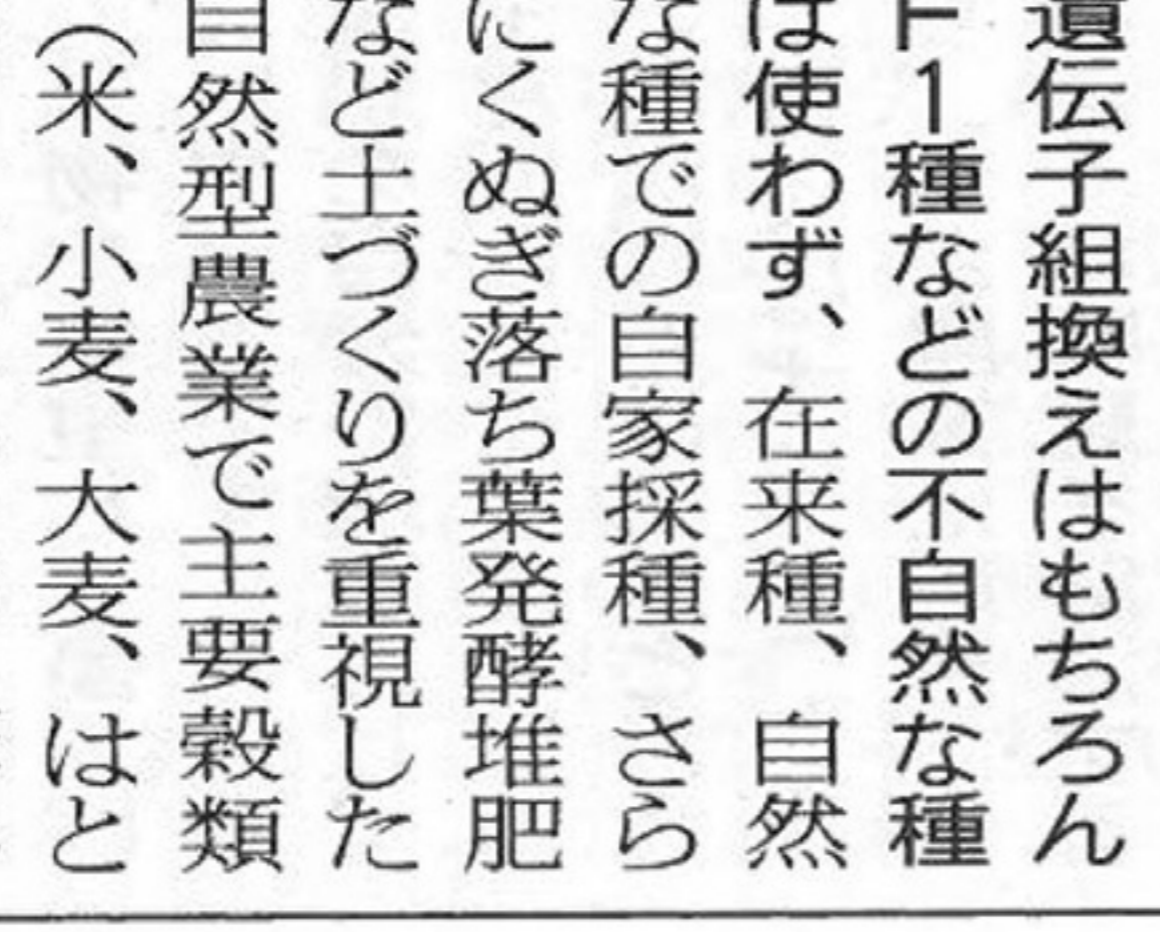 遺伝子組換えはもちろん
F1種などの不自然な種
は使わず、在来種、自然
な種での自家採種、さら
にくぬぎ落ち葉発酵堆肥
など土づくりを重視した
自然型農業で主要穀類
（米、小麦、大麦、はと